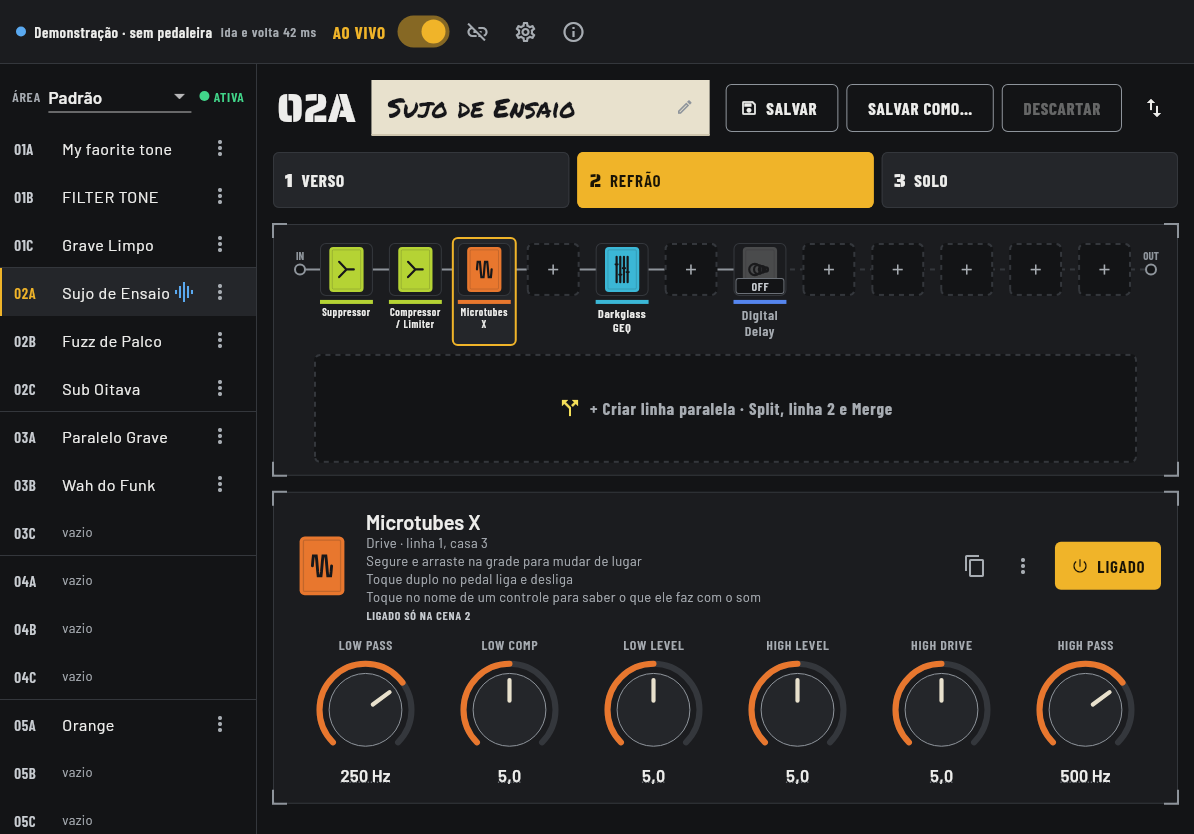 Demonstração · sem pedaleira Ida e volta 42 ms AO VIVO
ÁREA Padrão ATIVA
01A My faorite tone
01B FILTER TONE
01C Grave Limpo
02A Sujo de Ensaio
02B Fuzz de Palco
02C Sub Oitava
03A Paralelo Grave
03B Wah do Funk
03C vazio
04A vazio
04B vazio
04C vazio
05A Orange
05B vazio
05C vazio
02A Sujo de Ensaio SALVAR SALVAR COMO... DESCARTAR
1 VERSO 2 REFRÃO 3 SOLO
IN + + OFF + + + + + OUT
Suppressor
Compressor
/ Limiter
Microtubes
X
Darkglass
GEQ
Digital
Delay
+ Criar linha paralela · Split, linha 2 e Merge
Microtubes X
Drive · linha 1, casa 3
Segure e arraste na grade para mudar de lugar
Toque duplo no pedal liga e desliga
Toque no nome de um controle para saber o que ele faz com o som
LIGADO SÓ NA CENA 2
LIGADO
LOW PASS LOW COMP LOW LEVEL HIGH LEVEL HIGH DRIVE HIGH PASS
250 Hz 5,0 5,0 5,0 5,0 500 Hz